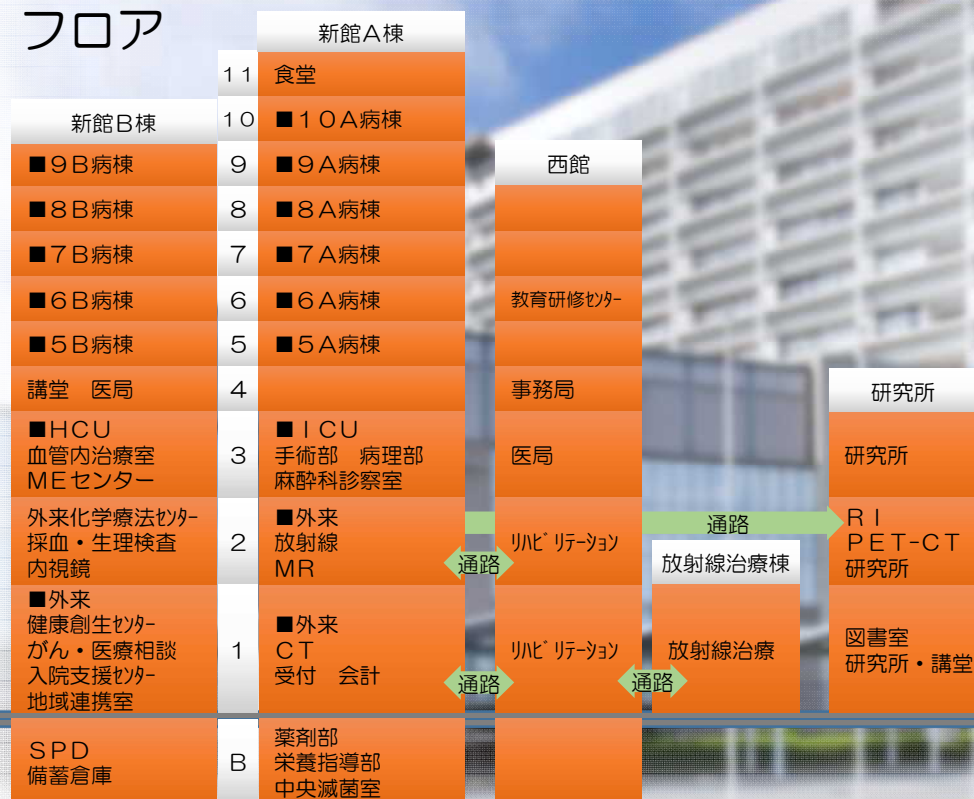 フロア
新館A棟
11 食堂
新館B棟
10 ■10A病棟
■9B病棟 9 ■9A病棟
西館
■8B病棟 8 ■8A病棟
■7B病棟 7 ■7A病棟
■6B病棟 6 ■6A病棟 教育研修ｾﾝﾀｰ
■5B病棟 5 ■5A病棟
講堂 医局 4 事務局
研究所
■HCU
血管内治療室
MEセンター
3
■ICU
手術部 病理部
麻酔科診察室
医局
研究所
外来化学療法ｾﾝﾀｰ
採血・生理検査
内視鏡
2
■外来
放射線
MR
通路
ﾘﾊﾋﾞﾘﾃｰｼｮﾝ
通路
RI
PET-CT
研究所
放射線治療棟
■外来
健康創生ｾﾝﾀｰ
がん・医療相談
入院支援ｾﾝﾀｰ
地域連携室
1
■外来
CT
受付 会計
通路
ﾘﾊﾋﾞﾘﾃｰｼｮﾝ
通路
放射線治療
図書室
研究所・講堂
SPD
備蓄倉庫
B
薬剤部
栄養指導部
中央滅菌室